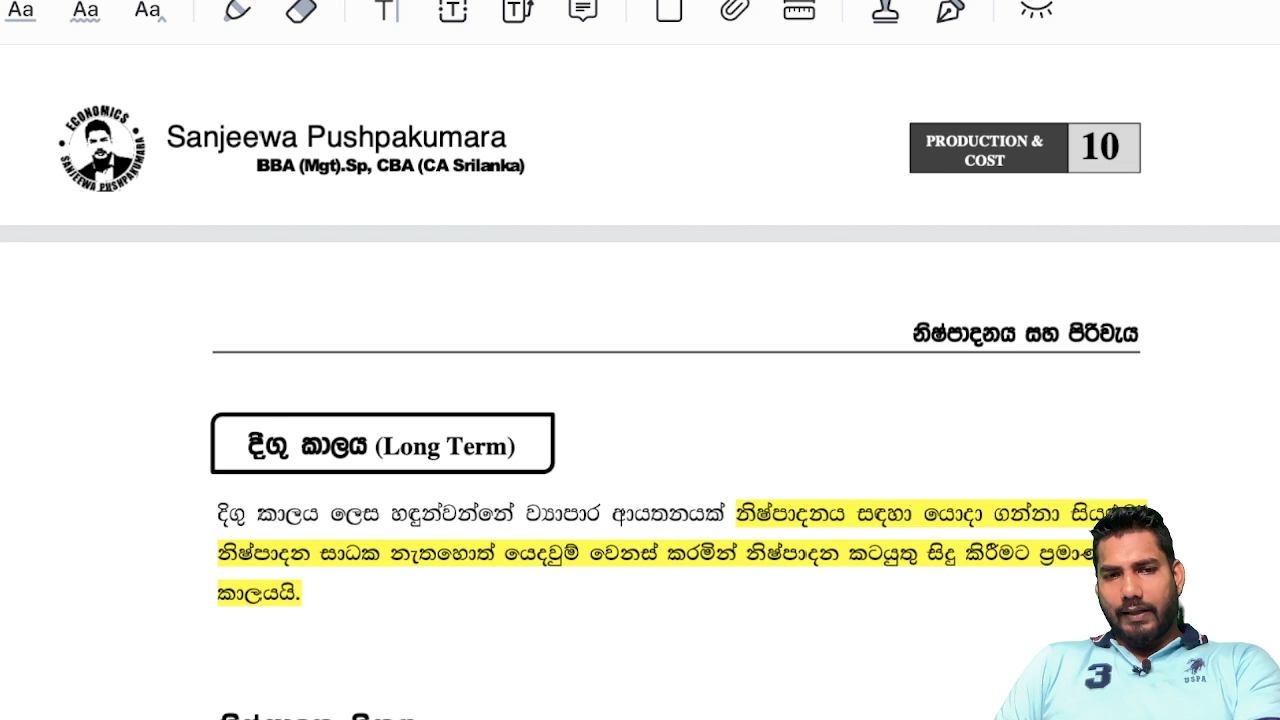 Aa Aa Aa
ECONOMICS
SANJEEWA PUSHPAKUMARA
Sanjeewa Pushpakumara
BBA (Mgt).Sp, CBA (CA Srilanka)
PRODUCTION &
COST
10
නිෂ්පාදනය සහ පිරිවැය
දිගු කාලය (Long Term)
දිගු කාලය ලෙස හඳුන්වන්නේ ව්‍යාපාර ආයතනයක් නිෂ්පාදනය සඳහා යොදා ගන්නා
නිෂ්පාදන සාධක නැතහොත් යෙදවුම් වෙනස් කරමින් නිෂ්පාදන කටයුතු සිදු කිරීමට
කාලයයි.
3
USPA